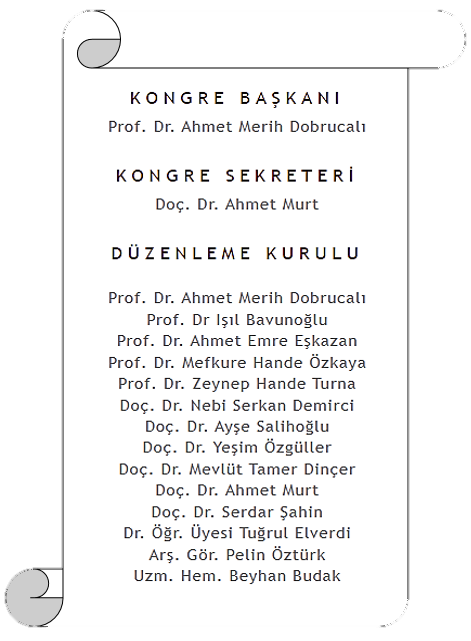 KONGRE BAŞKANI
Prof. Dr. Ahmet Merih Dobrucalı
KONGRE SEKRETERİ
Doç. Dr. Ahmet Murt
DÜZENLEME KURULU
Prof. Dr. Ahmet Merih Dobrucalı
Prof. Dr Işıl Bavunoğlu
Prof. Dr. Ahmet Emre Eşkazan
Prof. Dr. Mefkure Hande Özkaya
Prof. Dr. Zeynep Hande Turna
Doç. Dr. Nebi Serkan Demirci
Doç. Dr. Ayşe Salihoğlu
Doç. Dr. Yeşim Özgüller
Doç. Dr. Mevlüt Tamer Dinçer
Doç. Dr. Ahmet Murt
Doç. Dr. Serdar Şahin
Dr. Öğr. Üyesi Tuğrul Elverdi
Arş. Gör. Pelin Öztürk
Uzm. Hem. Beyhan Budak